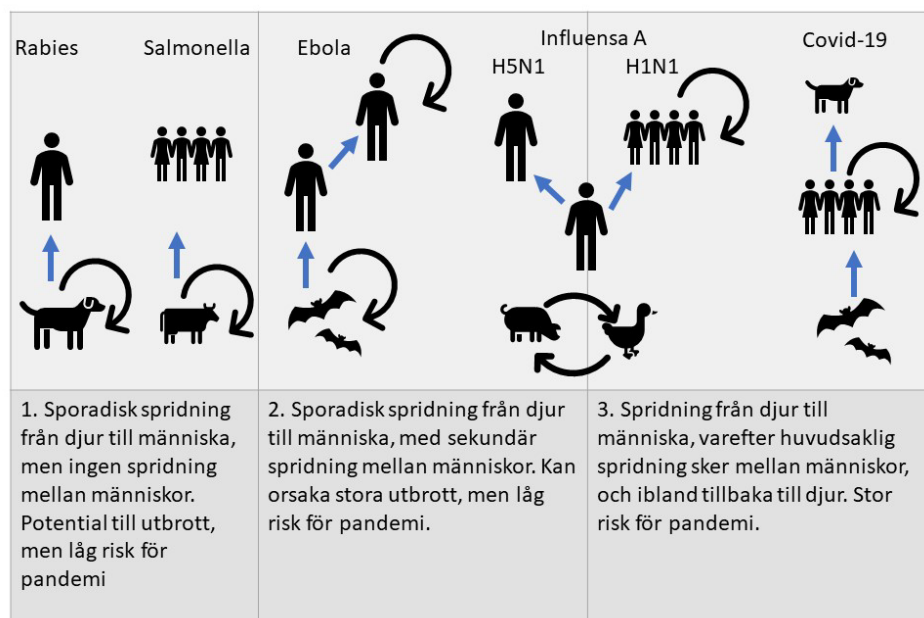 Rabies
Salmonella
Ebola
Influensa A
H5N1
H1N1
Covid-19
1. Sporadisk spridning
från djur till människa,
men ingen spridning
mellan människor.
Potential till utbrott,
men låg risk för
pandemi
2. Sporadisk spridning från djur
till människa, med sekundär
spridning mellan människor. Kan
orsaka stora utbrott, men låg
risk för pandemi.
3. Spridning från djur till
människa, varefter huvudsaklig
spridning sker mellan människor,
och ibland tillbaka till djur. Stor
risk för pandemi.